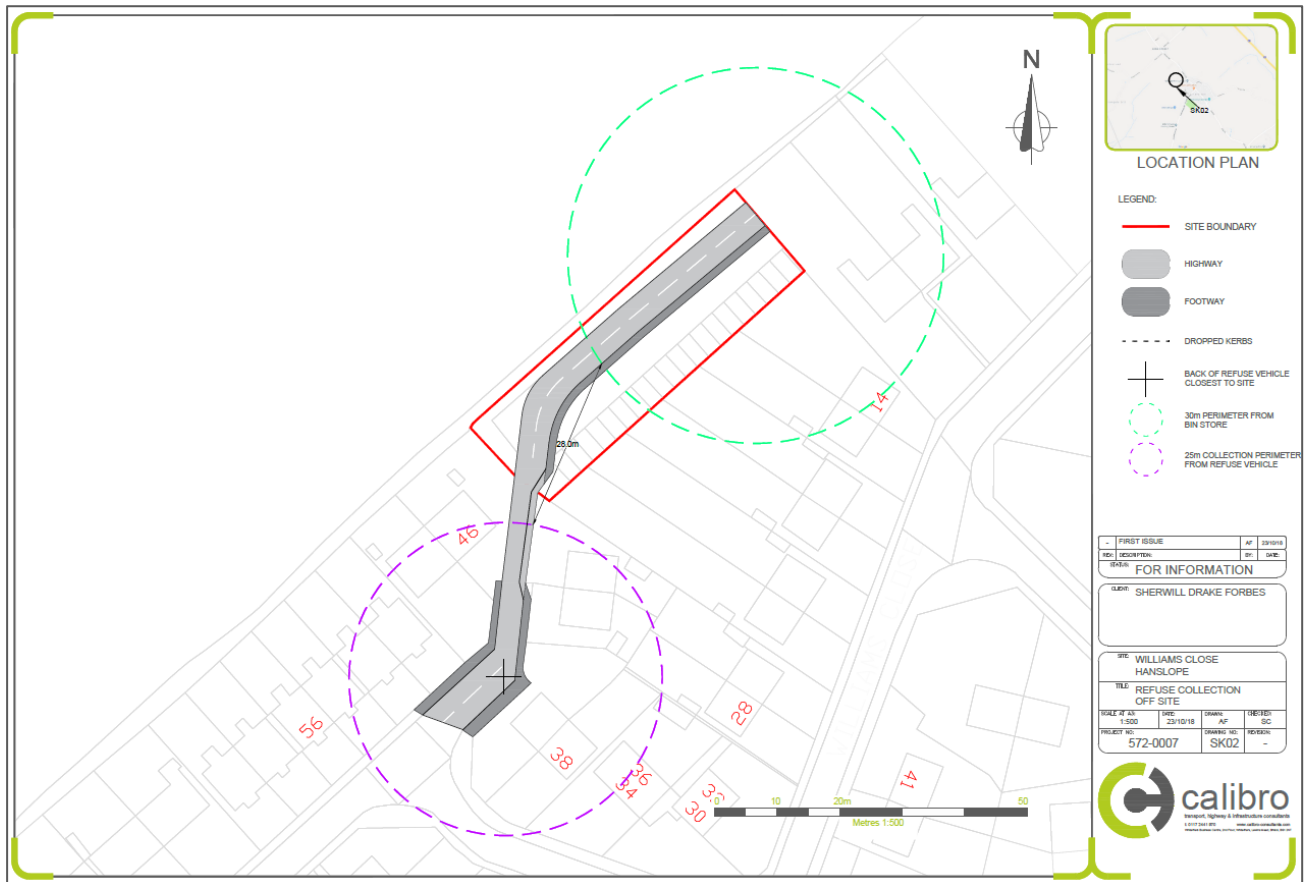 N
28.0m
46
14
56
38
28
36
34
30
41
0 10 20m 50
Metres 1:500
SK02
LOCATION PLAN
LEGEND:
SITE BOUNDARY
HIGHWAY
FOOTWAY
DROPPED KERBS
BACK OF REFUSE VEHICLE
CLOSEST TO SITE
30m PERIMETER FROM
BIN STORE
25m COLLECTION PERIMETER
FROM REFUSE VEHICLE
- FIRST ISSUE AF 23/10/18
REV: DESCRIPTION: BY: DATE:
STATUS: FOR INFORMATION
CLIENT: SHERWILL DRAKE FORBES
SITE: WILLIAMS CLOSE
HANSLOPE
TITLE: REFUSE COLLECTION
OFF SITE
SCALE AT A3: DATE: DRAWN: CHECKED:
1:500 23/10/18 AF SC
PROJECT NO: DRAWING NO: REVISION:
572-0007 SK02 -
calibro
transport, highway & infrastructure consultants